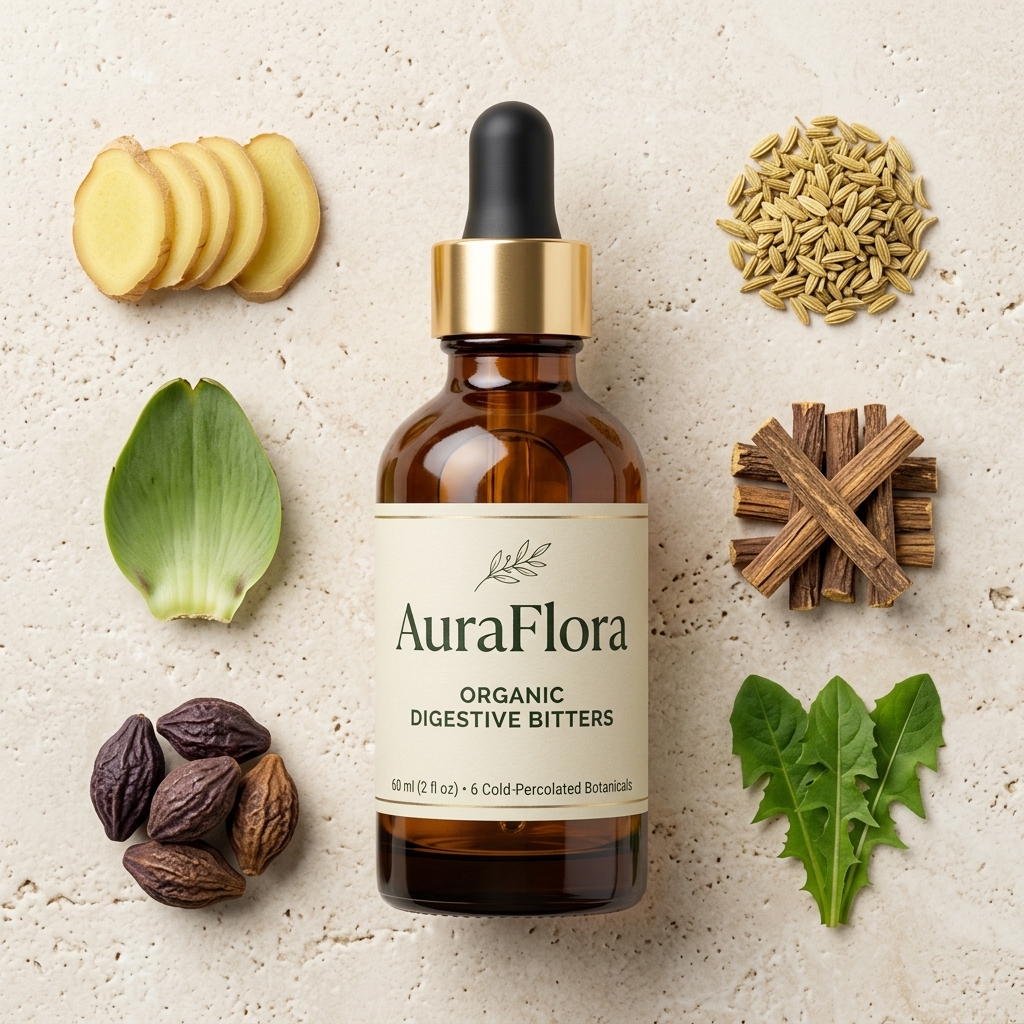 AuraFlora
ORGANIC
DIGESTIVE BITTERS
60 ml (2 fl oz) • 6 Cold-Percolated Botanicals